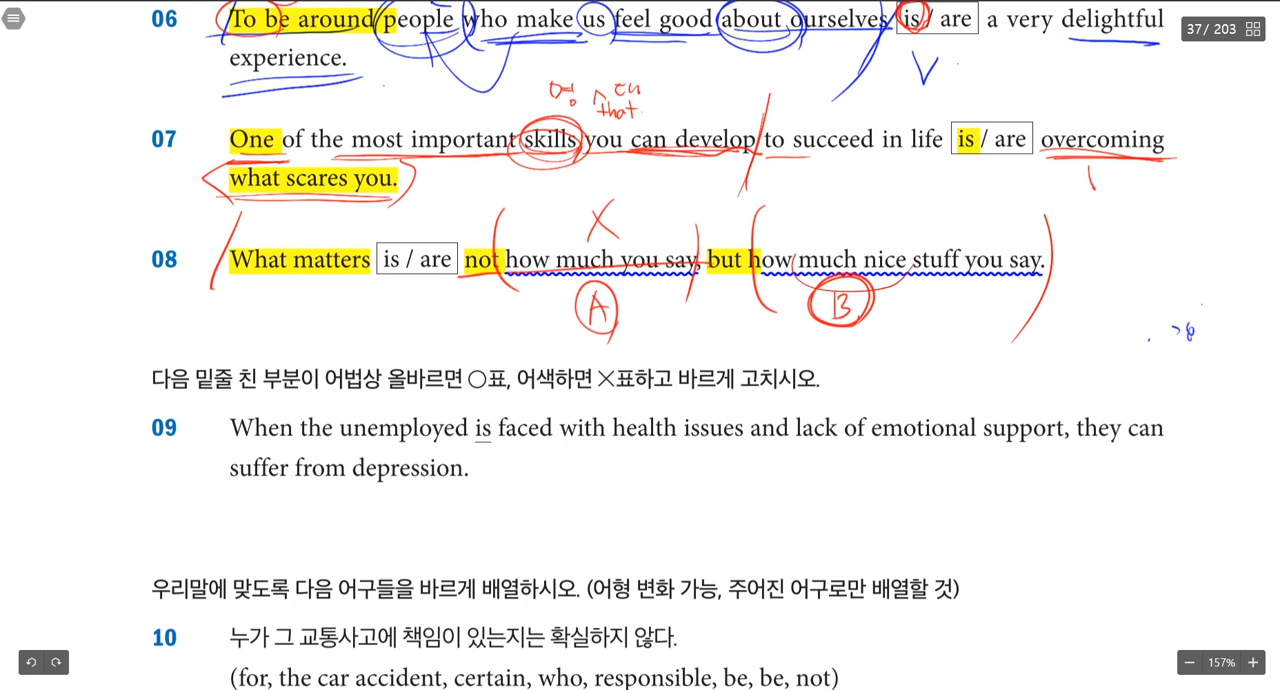 06 To be around people who make us feel good about ourselves is / are a very delightful
experience.
37 / 203
that
07 One of the most important skills you can develop to succeed in life is / are overcoming
what scares you.
08 What matters is / are not how much you say, but how much nice stuff you say.
A
B
다음 밑줄 친 부분이 어법상 올바르면 ○표, 어색하면 ×표하고 바르게 고치시오.
09 When the unemployed is faced with health issues and lack of emotional support, they can
suffer from depression.
우리말에 맞도록 다음 어구들을 바르게 배열하시오. (어형 변화 가능, 주어진 어구로만 배열할 것)
10 누가 그 교통사고에 책임이 있는지는 확실하지 않다.
(for, the car accident, certain, who, responsible, be, be, not)
157%